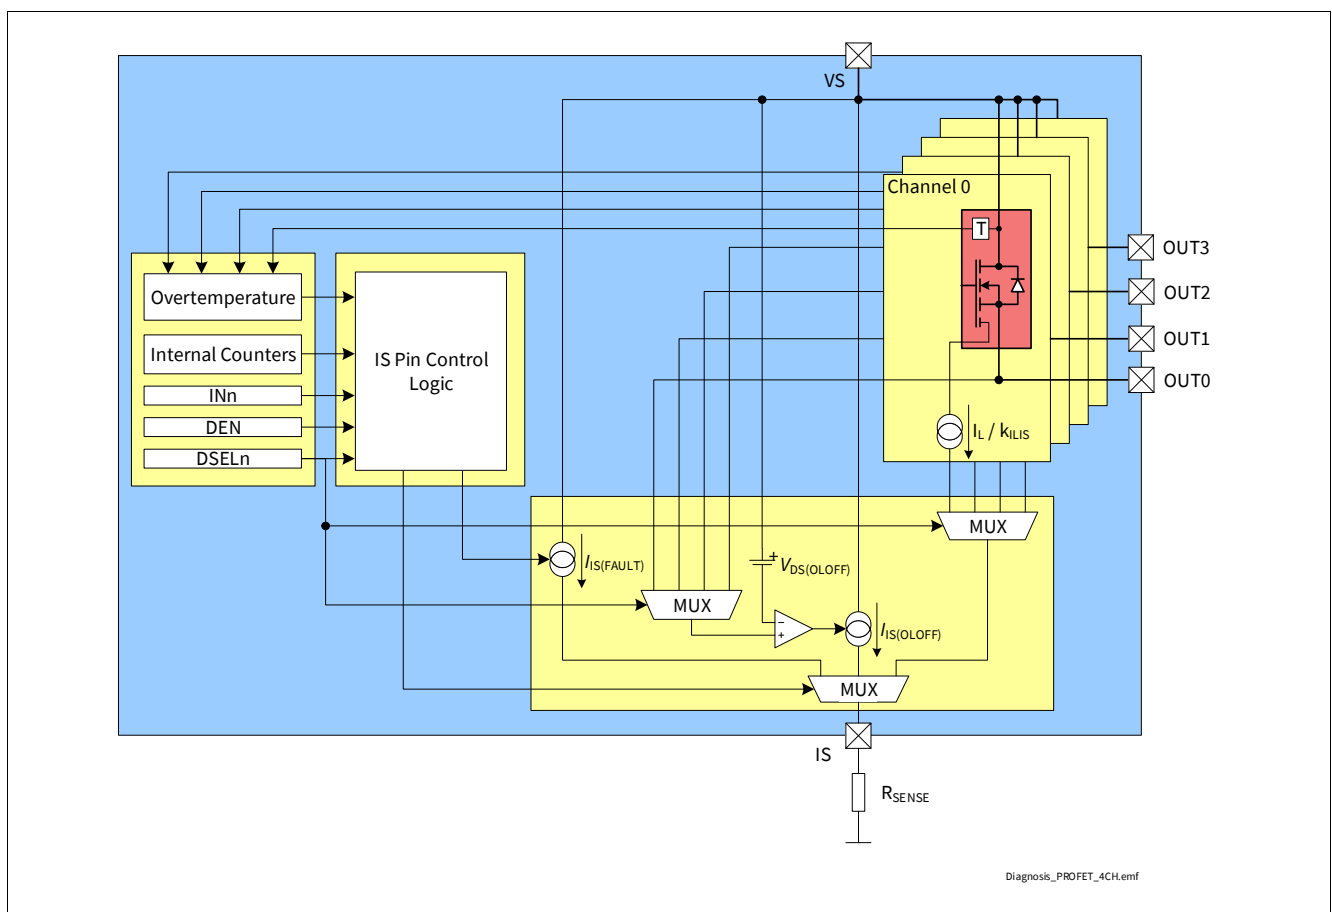 VS
Channel 0
T
OUT3
OUT2
OUT1
OUT0
Overtemperature
Internal Counters
INn
DEN
DSELn
IS Pin Control
Logic
IL / kILIS
MUX
IIS(FAULT)
+
VDS(OLOFF)
MUX
−
+
IIS(OLOFF)
MUX
IS
RSENSE
Diagnosis_PROFET_4CH.emf